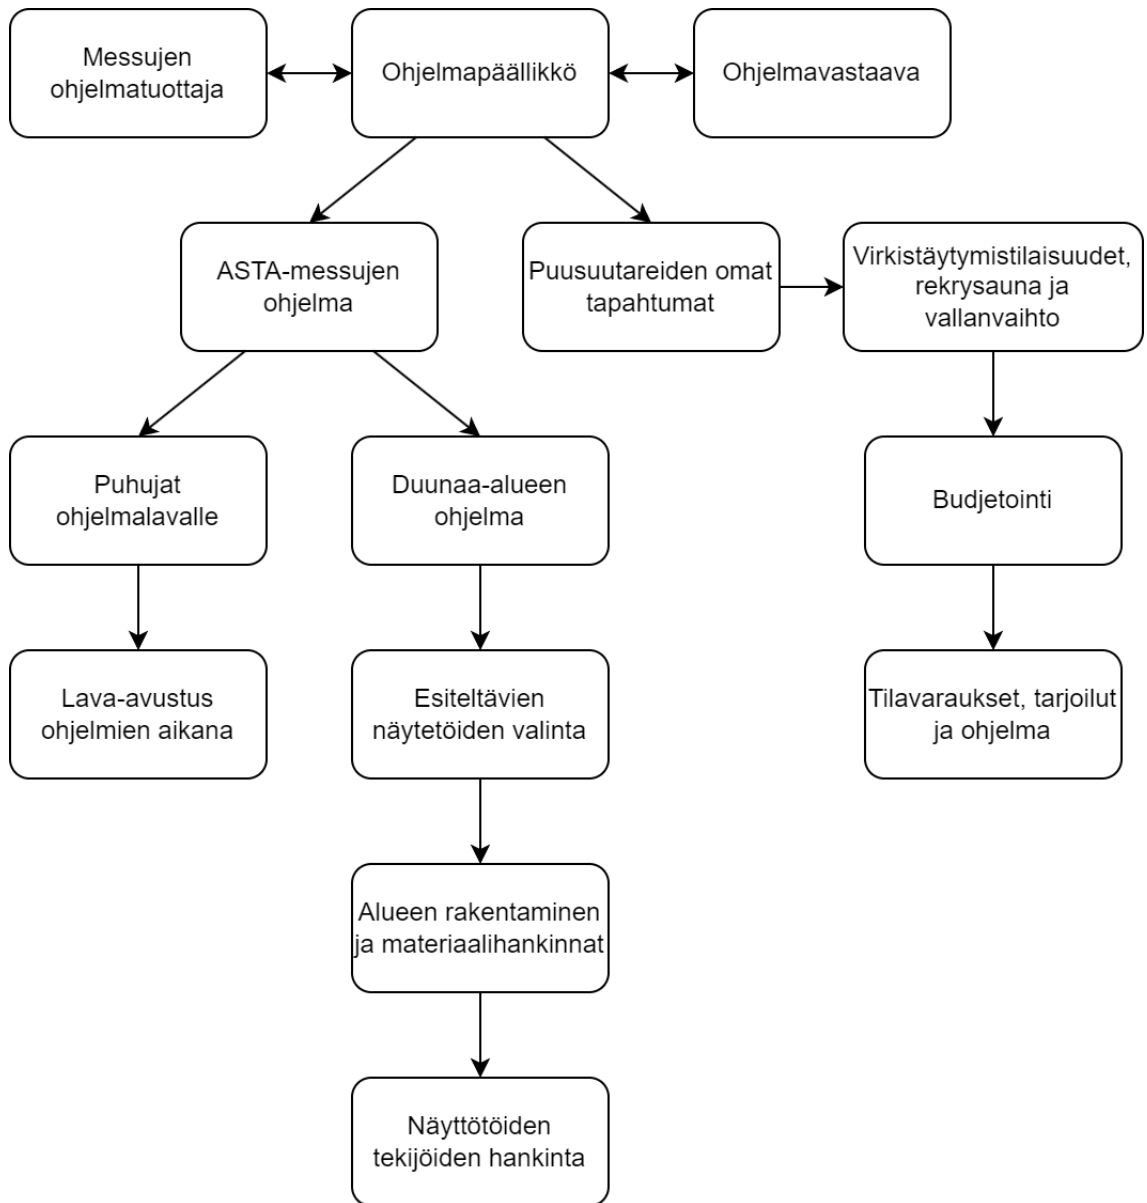 Messujen
ohjelmatuottaja
Ohjelmapäällikkö
Ohjelmavastaava
ASTA-messujen
ohjelma
Puusuutareiden omat
tapahtumat
Virkistäytymistilaisuudet,
rekrysauna ja
vallanvaihto
Puhujat
ohjelmalavalle
Duunaa-alueen
ohjelma
Budjetointi
Lava-avustus
ohjelmien aikana
Esiteltävien
näytetöiden valinta
Tilavaraukset, tarjoilut
ja ohjelma
Alueen rakentaminen
ja materiaalihankinnat
Näyttötöiden
tekijöiden hankinta